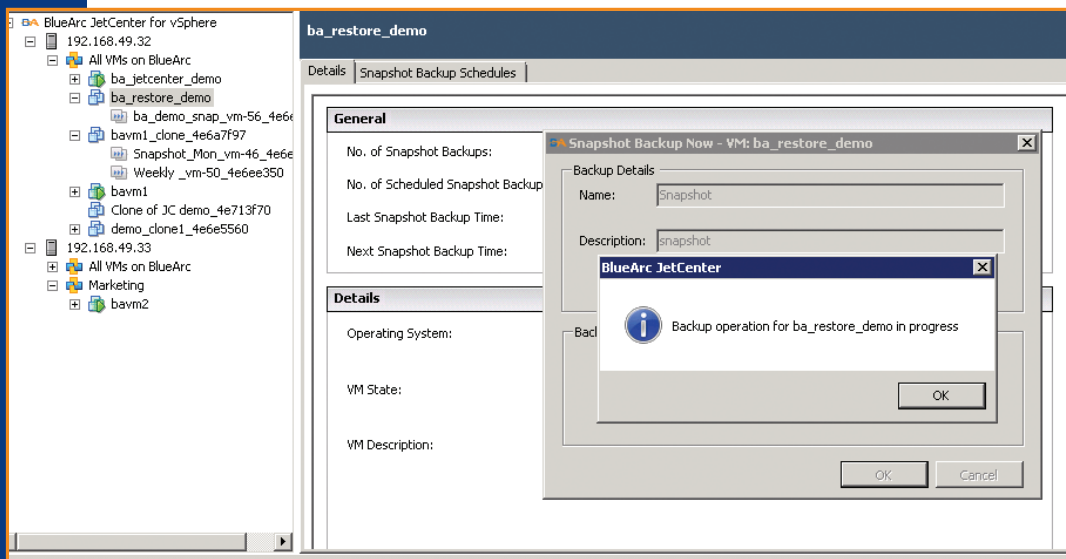 BA BlueArc JetCenter for vSphere
192.168.49.32
All VMs on BlueArc
ba_jetcenter_demo
ba_restore_demo
ba_demo_snap_vm-56_4e6e
bavm1_clone_4e6a7f97
Snapshot_Mon_vm-46_4e6e
Weekly _vm-50_4e6ee350
bavm1
Clone of JC demo_4e713f70
demo_clone1_4e6e5560
192.168.49.33
All VMs on BlueArc
Marketing
bavm2
ba_restore_demo
Details Snapshot Backup Schedules
General
No. of Snapshot Backups:
No. of Scheduled Snapshot Backup
Last Snapshot Backup Time:
Next Snapshot Backup Time:
Details
Operating System:
VM State:
VM Description:
BA Snapshot Backup Now - VM: ba_restore_demo
Backup Details
Name: Snapshot
Description: snapshot
Back
OK Cancel
BlueArc JetCenter
Backup operation for ba_restore_demo in progress
OK